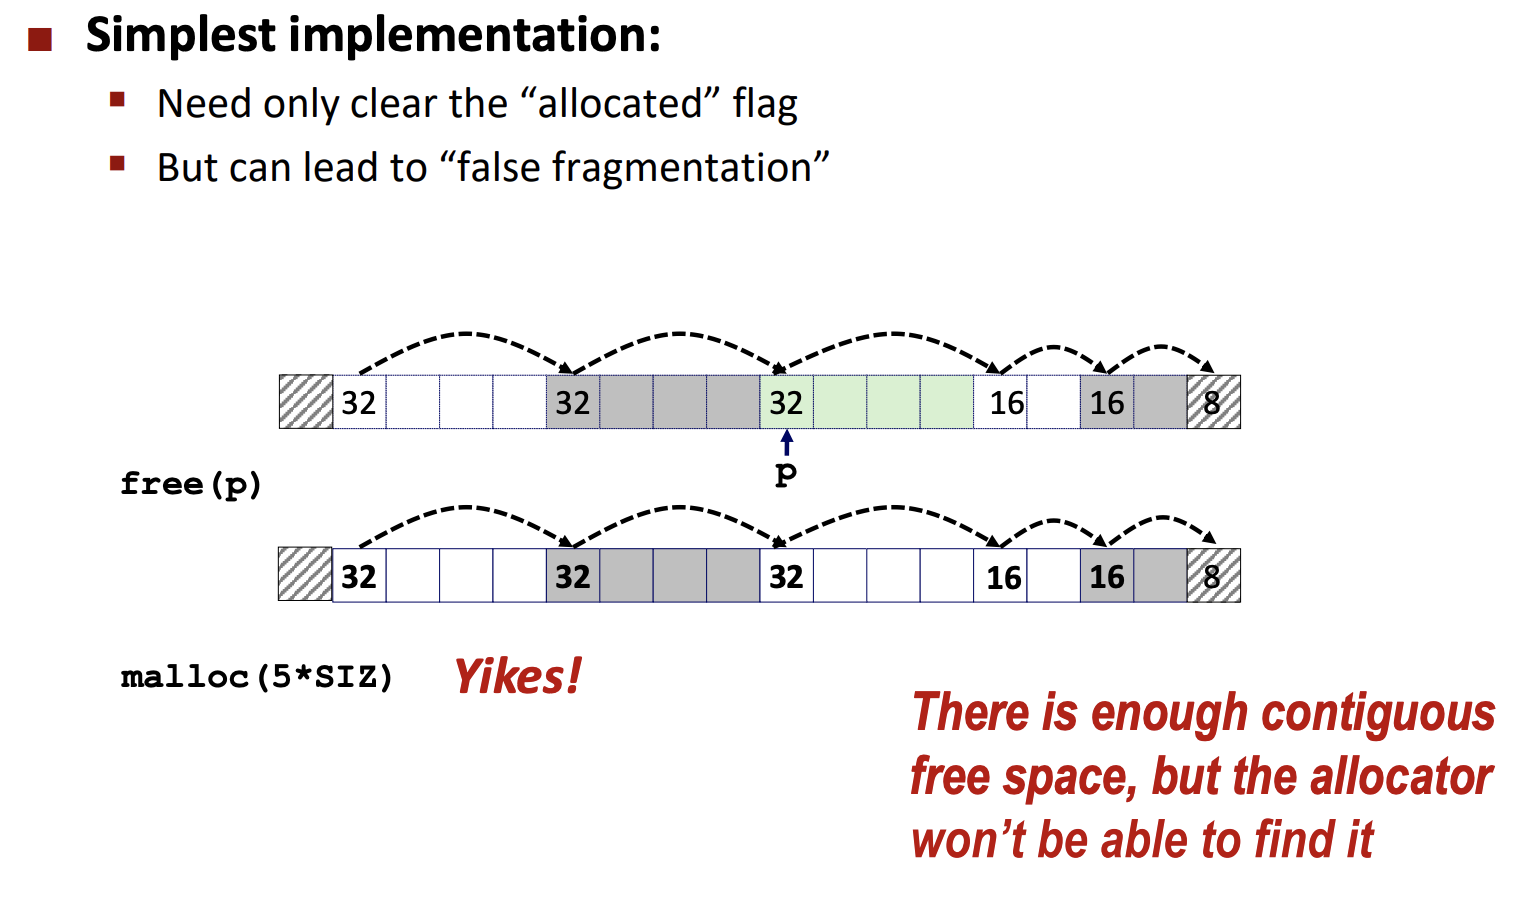 Simplest implementation:
Need only clear the “allocated” flag
But can lead to “false fragmentation”
32 32 32 16 16 8
p
free(p)
32 32 32 16 16 8
malloc(5*SIZ) Yikes!
There is enough contiguous
free space, but the allocator
won’t be able to find it